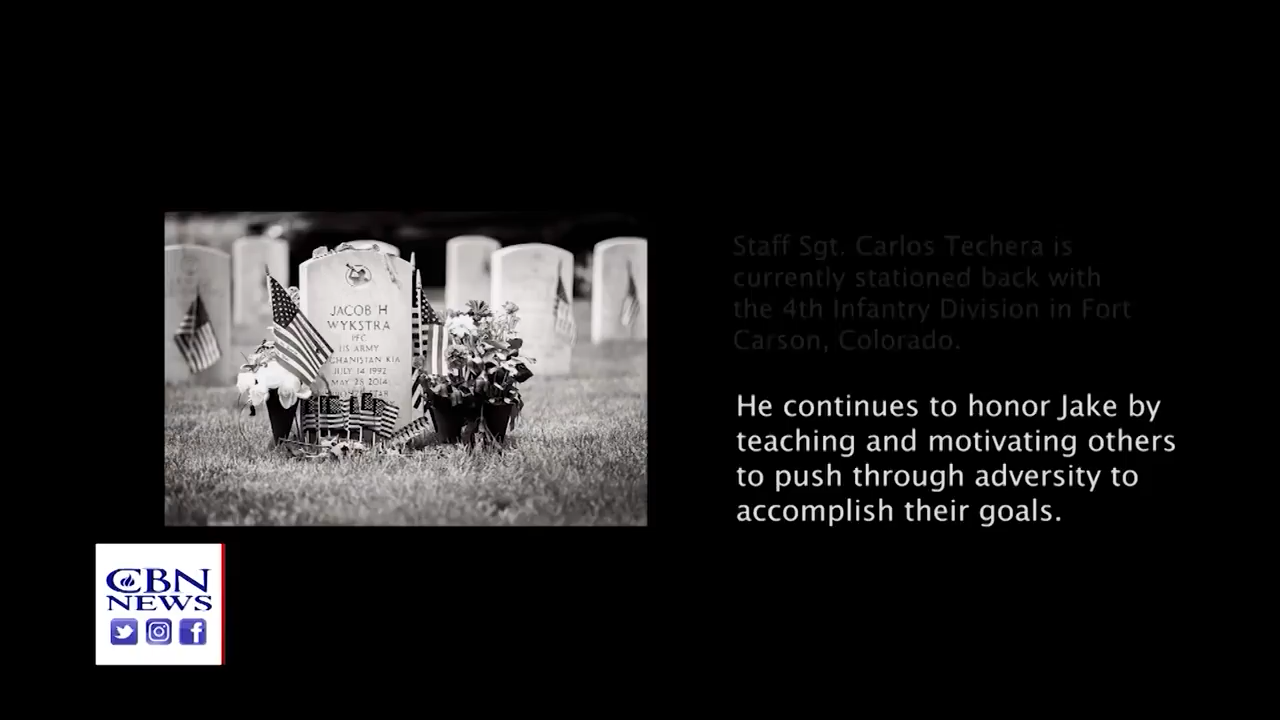 Staff Sgt. Carlos Techera is
currently stationed back with
the 4th Infantry Division in Fort
Carson, Colorado.
He continues to honor Jake by
teaching and motivating others
to push through adversity to
accomplish their goals.
JACOB H
WYKSTRA
PFC
US ARMY
GHANISTAN KIA
JULY 14 1992
MAY 28 2014
CBN
NEWS